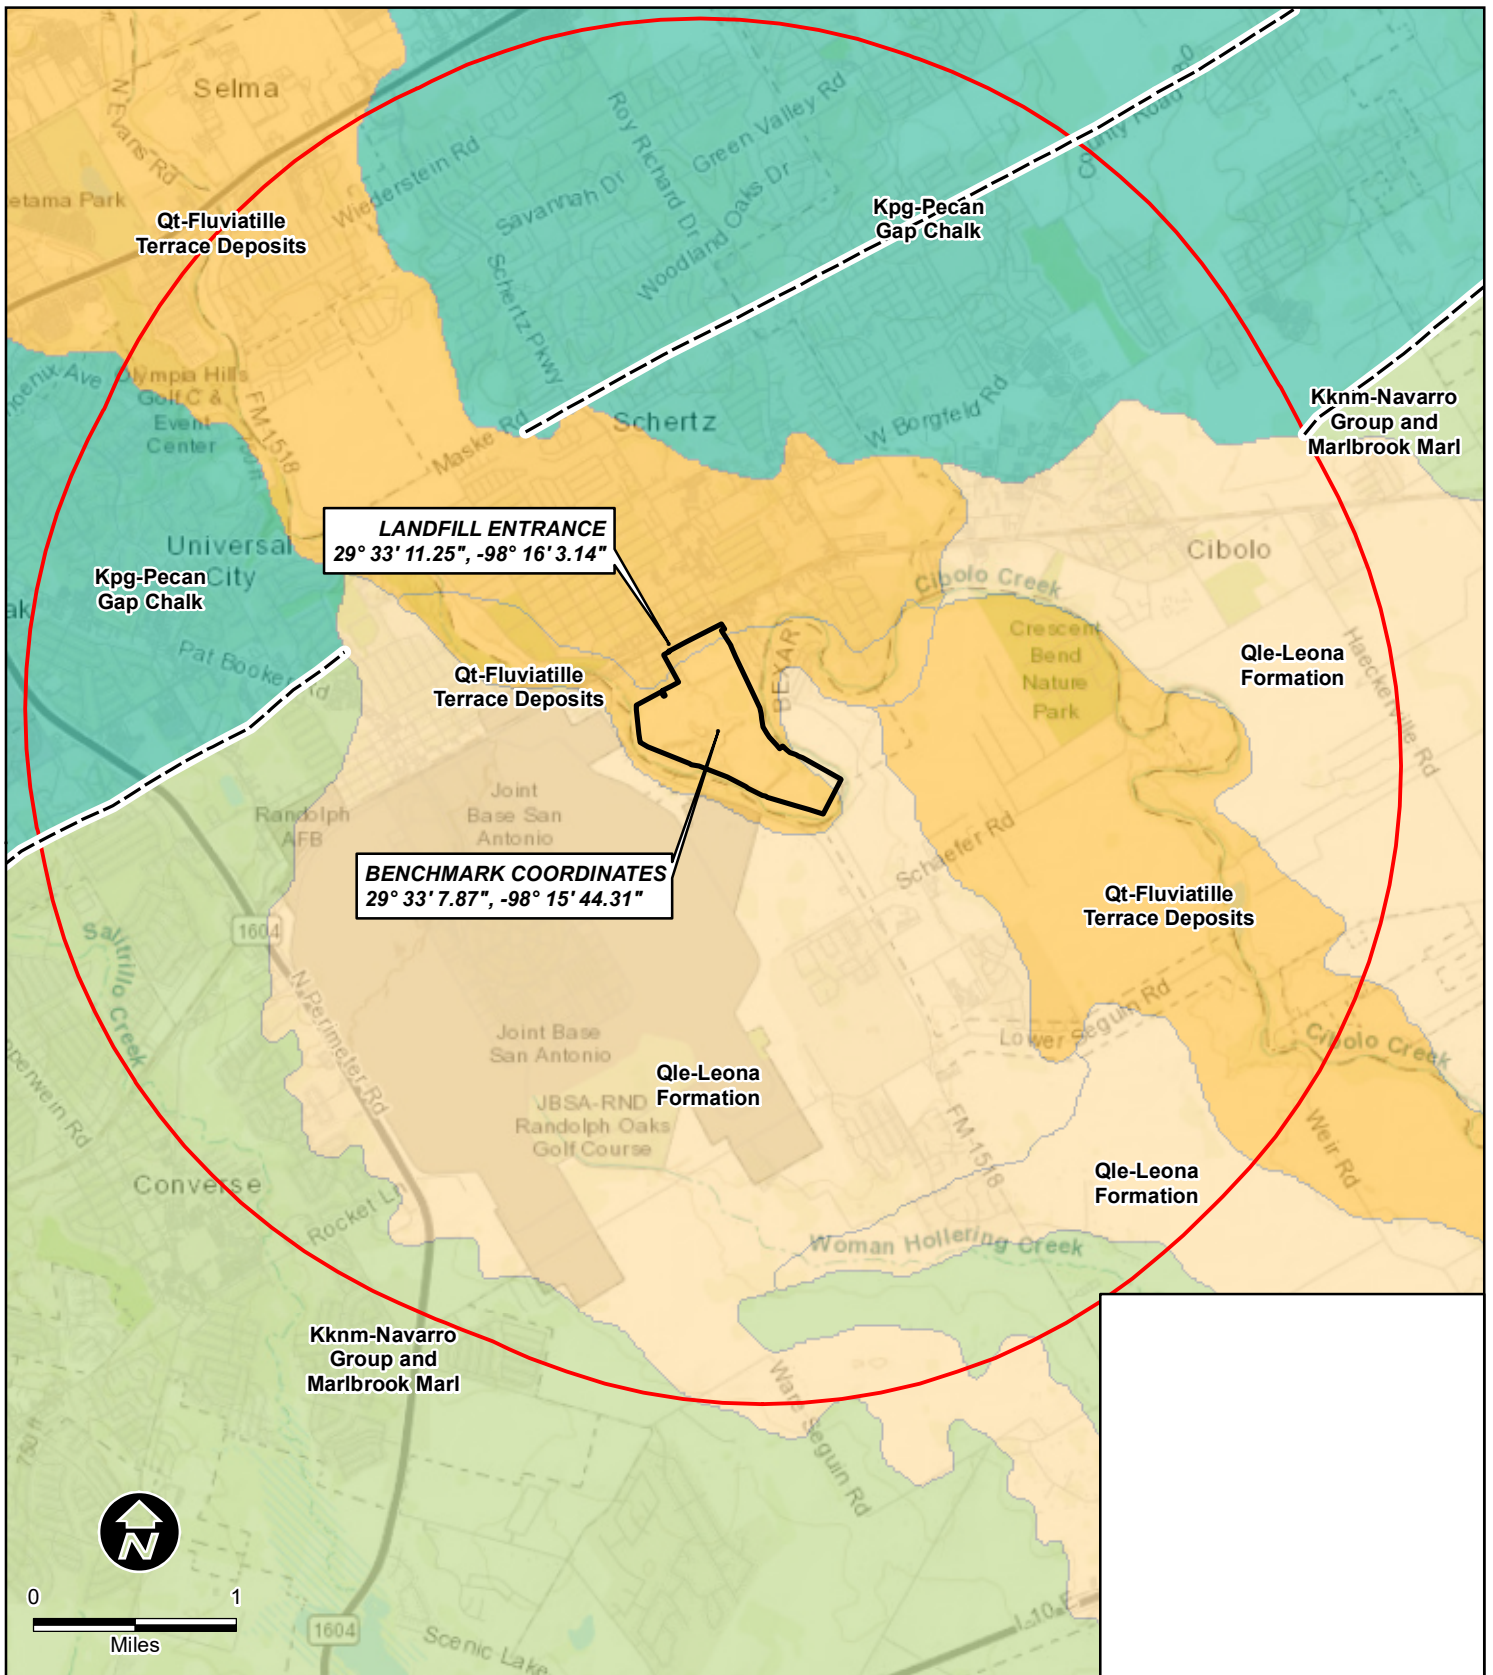 Selma
N Evans Rd
etama Park
Qt-Fluviatille
Terrace Deposits
Wiederstein Rd
Roy Richard Dr
Green Valley Rd
Savannah Dr
Woodland Oaks Dr
Schertz Pkwy
County Road
Kpg-Pecan
Gap Chalk
Kknm-Navarro
Group and
Marlbrook Marl
Olympia Hills
Golf C &
Event
Center
FM 1518
Maske Rd
Schertz
W Borgfeld Rd
LANDFILL ENTRANCE
29° 33' 11.25", -98° 16' 3.14"
Universal
City
Kpg-Pecan
Gap Chalk
ak
Pat Booker Rd
Cibolo
Cibolo Creek
Crescent
Bend
Nature
Park
BEXAR
Qle-Leona
Formation
Haeckerville Rd
Qt-Fluviatille
Terrace Deposits
Joint
Base San
Antonio
Randolph
AFB
BENCHMARK COORDINATES
29° 33' 7.87", -98° 15' 44.31"
Schaefer Rd
Qt-Fluviatille
Terrace Deposits
1604
Salitrillo Creek
N Perimeter Rd
Joint Base
San Antonio
Lower Seguin Rd
Cibolo Creek
Qle-Leona
Formation
JBSA-RND
Randolph Oaks
Golf Course
FM-1518
Weir Rd
Qle-Leona
Formation
Converse
Rocket Ln
Woman Hollering Creek
Kknm-Navarro
Group and
Marlbrook Marl
Ware Seguin Rd
750 ft
N
0 1
Miles
1604
Scenic Lake
I-10 E